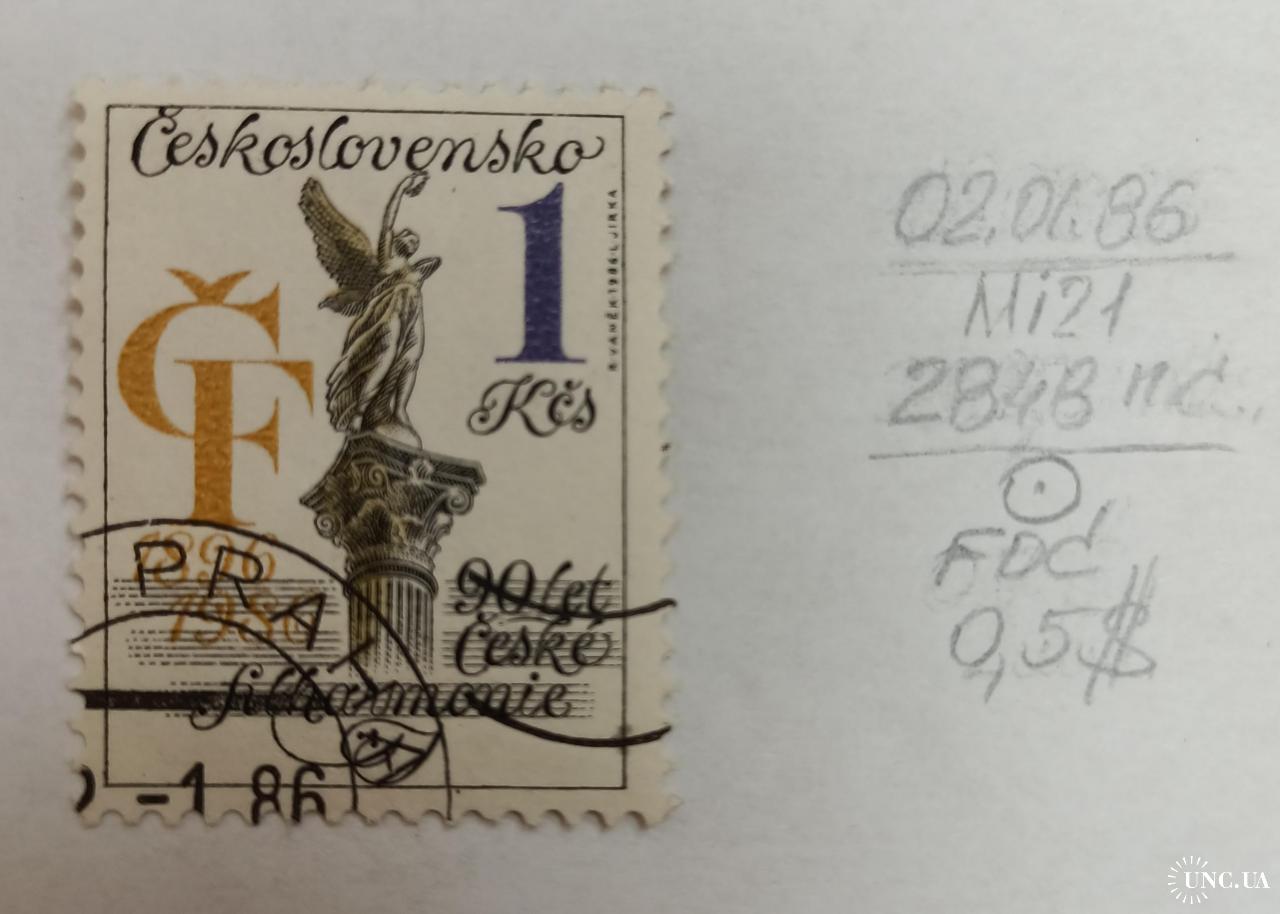 Československo
1
Kčs
ČF
1896
1986
90 let
České
filharmonie
PRA
-1 86
02.01.86
Mi21
2848 п.с.
FDC
0,5$
UNC.UA